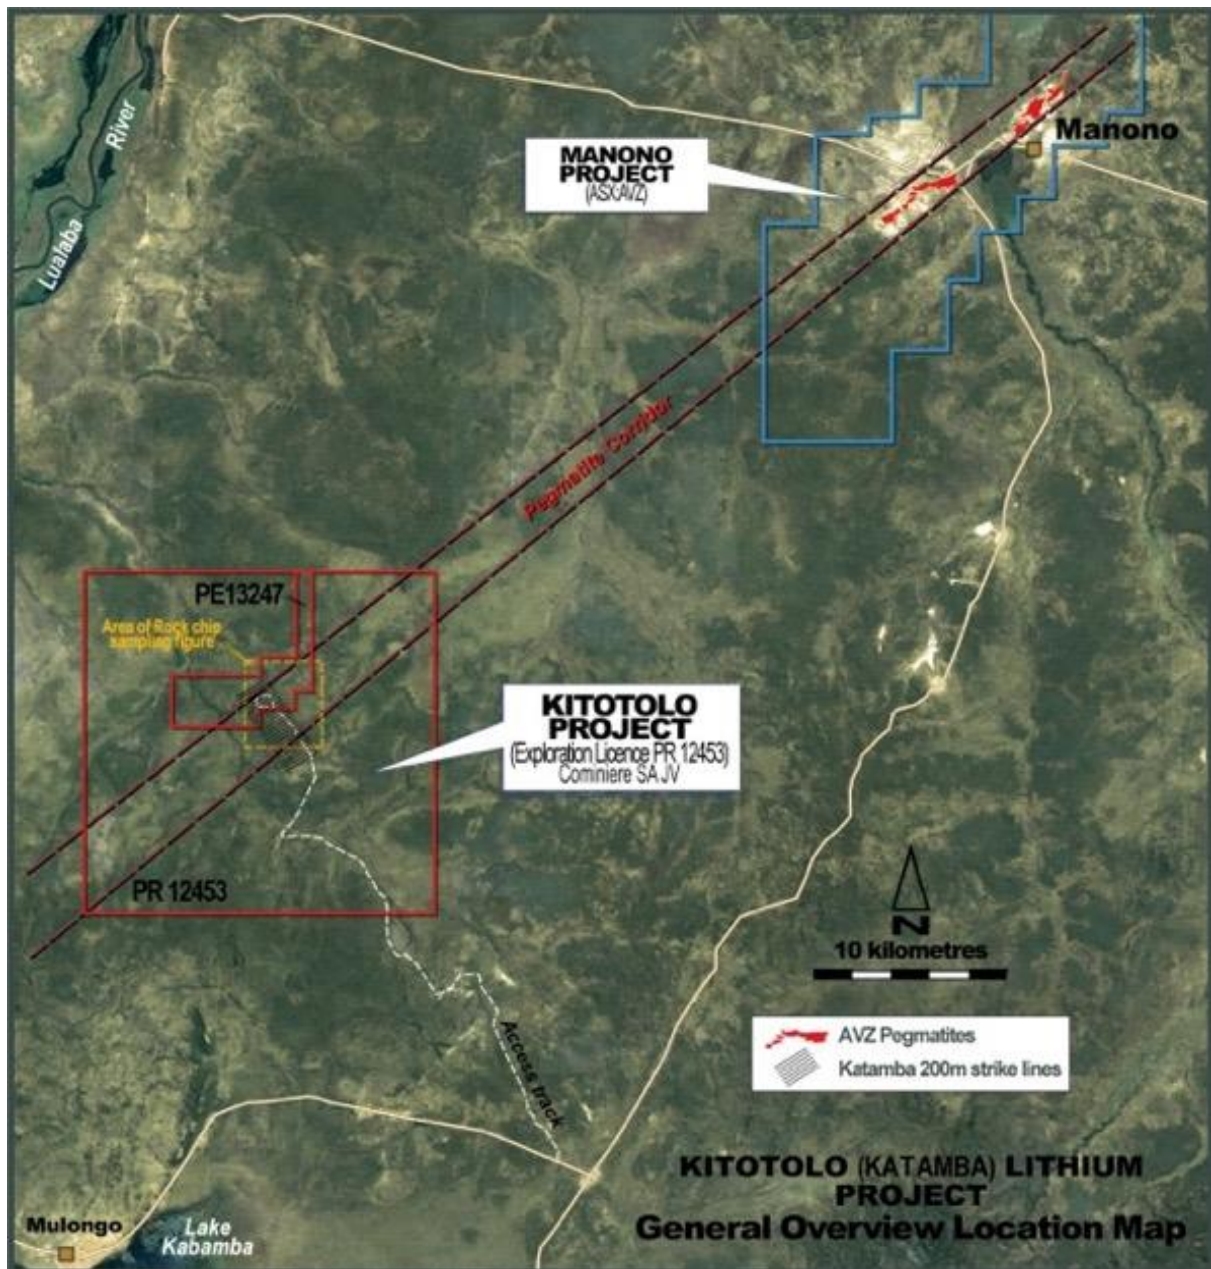 Lualaba River
Manono
MANONO
PROJECT
(ASX:AVZ)
Pegmatite Corridor
PE13247
Area of Rock chip
sampling figure
KITOTOLO
PROJECT
(Exploration Licence PR 12453)
Cominiere SA JV
PR 12453
N
10 kilometres
AVZ Pegmatites
Katamba 200m strike lines
Access track
KITOTOLO (KATAMBA) LITHIUM
PROJECT
General Overview Location Map
Mulongo
Lake
Kabamba